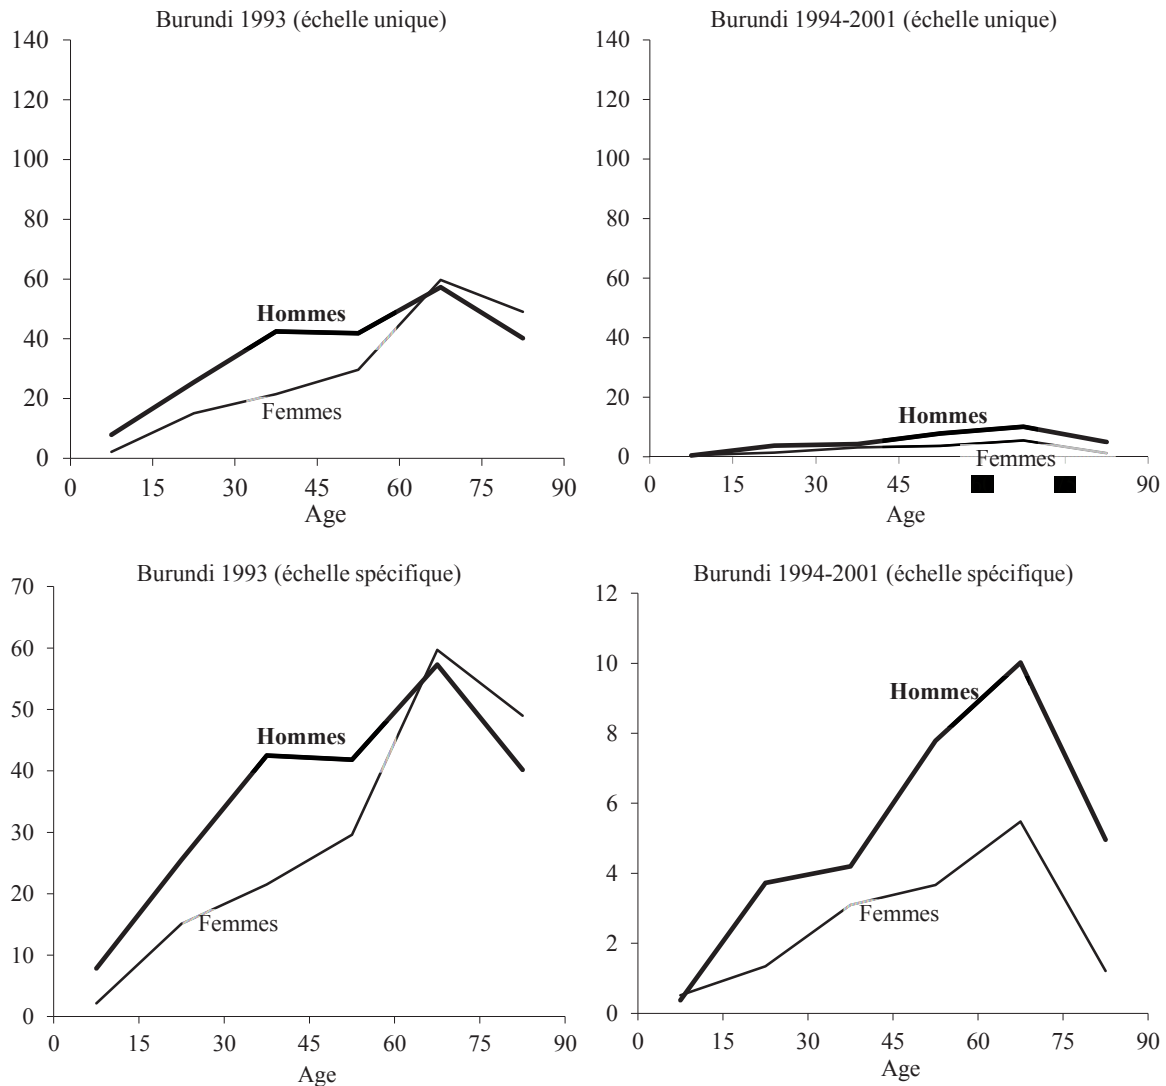 Burundi 1993 (échelle unique)
140
120
100
80
60
40
20
0
Hommes
Femmes
0 15 30 45 60 75 90
Age
Burundi 1994-2001 (échelle unique)
140
120
100
80
60
40
20
0
Hommes
Femmes
0 15 30 45 90
Age
Burundi 1993 (échelle spécifique)
70
60
50
40
30
20
10
0
Hommes
Femmes
0 15 30 45 60 75 90
Age
Burundi 1994-2001 (échelle spécifique)
12
10
8
6
4
2
0
Hommes
Femmes
0 15 30 45 60 75 90
Age